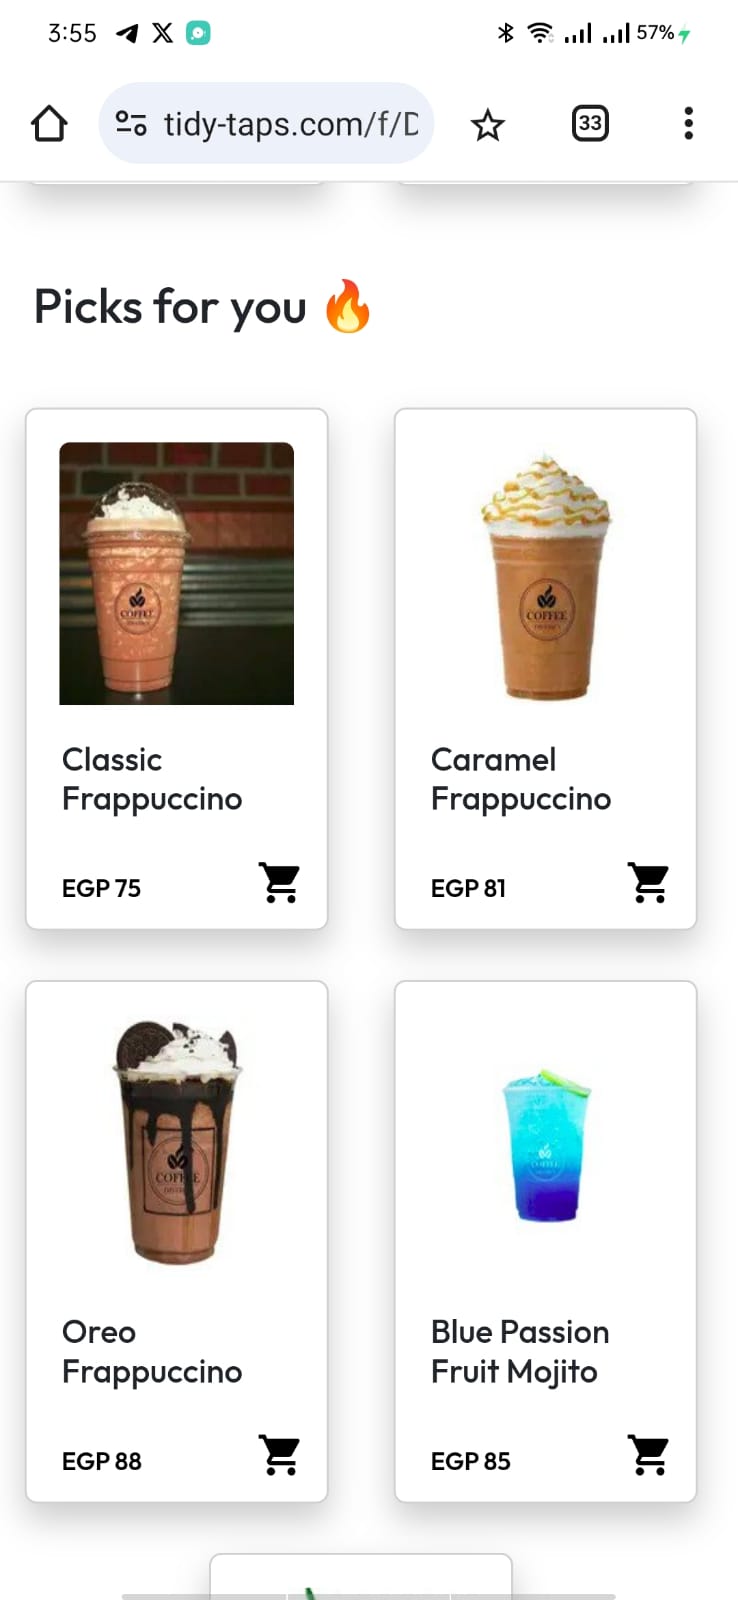 3:55
57%
tidy-taps.com/f/D
33
Picks for you 🔥
COFFEE
COFFEE
Classic
Frappuccino
Caramel
Frappuccino
EGP 75
EGP 81
COFFEE
COFFEE
Oreo
Frappuccino
Blue Passion
Fruit Mojito
EGP 88
EGP 85